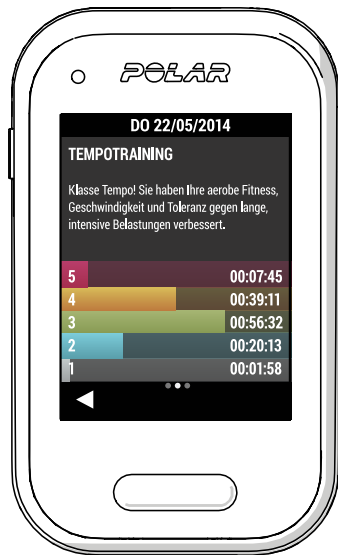 POLAR
DO 22/05/2014
TEMPOTRAINING
Klasse Tempo! Sie haben Ihre aerobe Fitness,
Geschwindigkeit und Toleranz gegen lange,
intensive Belastungen verbessert.
5 00:07:45
4 00:39:11
3 00:56:32
2 00:20:13
1 00:01:58